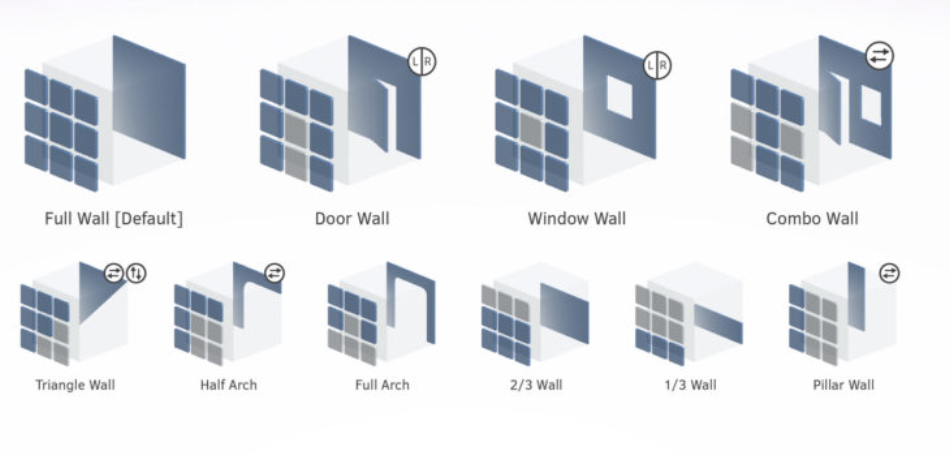 L R
L R
Full Wall [Default]
Door Wall
Window Wall
Combo Wall
Triangle Wall
Half Arch
Full Arch
2/3 Wall
1/3 Wall
Pillar Wall